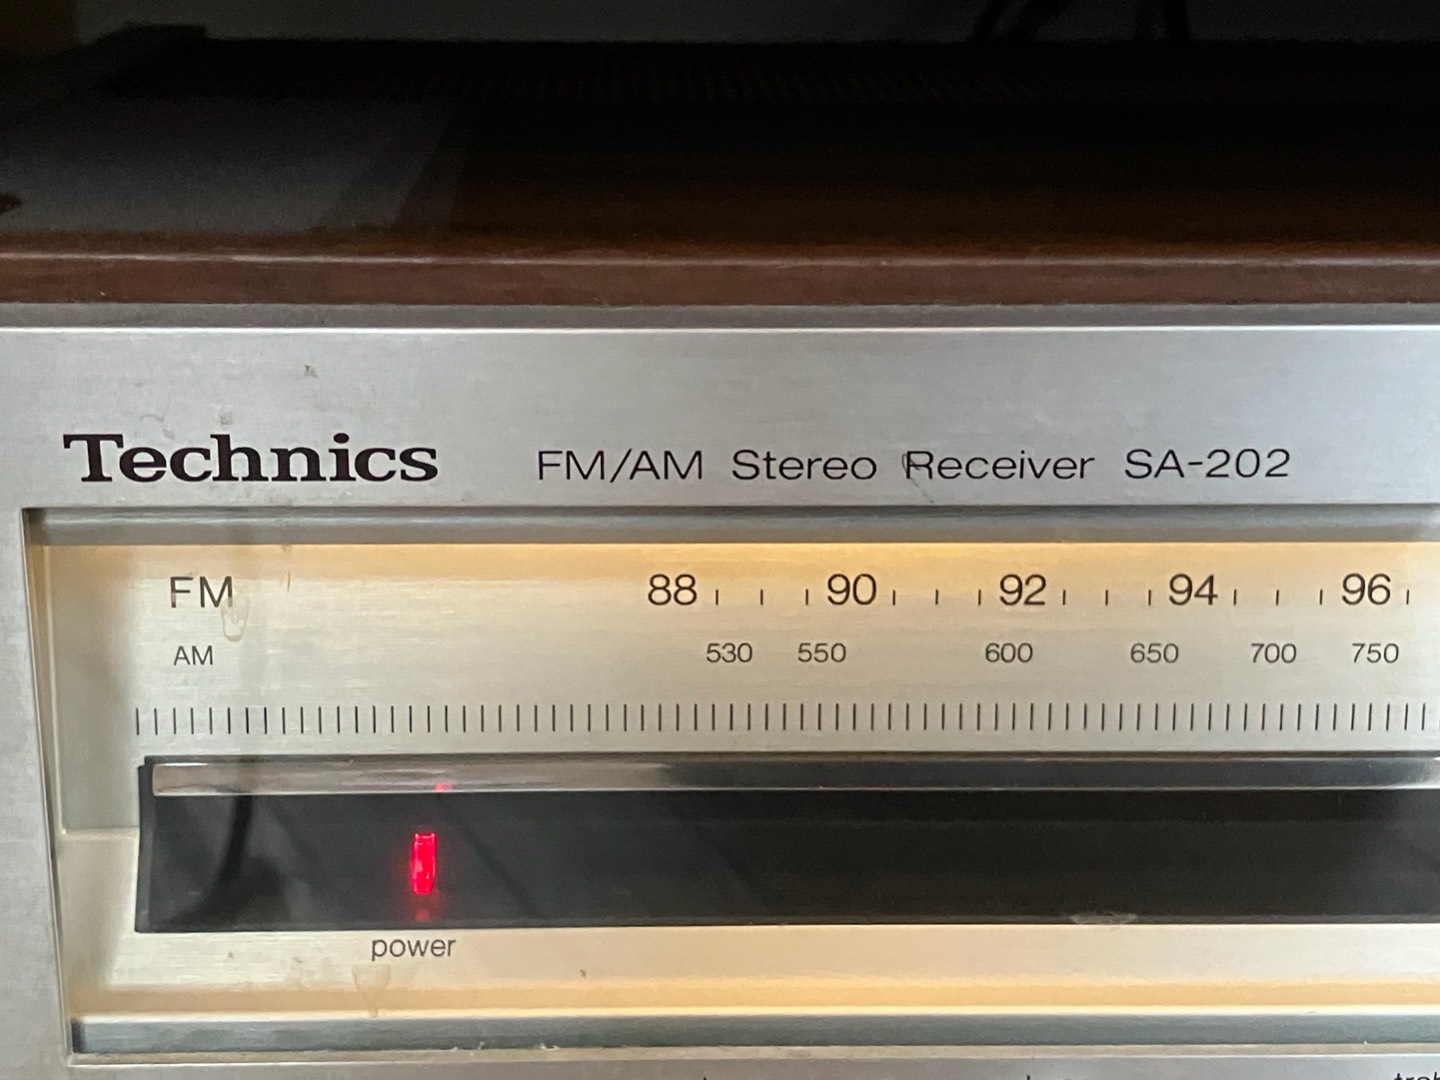 Technics FM/AM Stereo Receiver SA-202
FM 88 90 92 94 96
AM 530 550 600 650 700 750
power